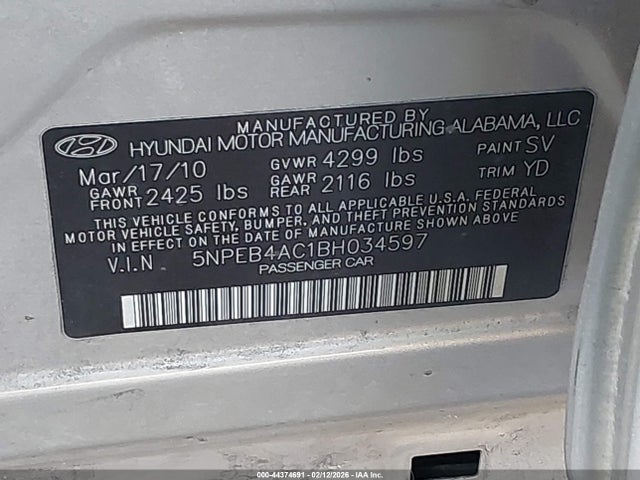 MANUFACTURED BY
HYUNDAI MOTOR MANUFACTURING ALABAMA, LLC
Mar/17/10 GVWR 4299 lbs PAINT SV
GAWR FRONT 2425 lbs GAWR REAR 2116 lbs TRIM YD
THIS VEHICLE CONFORMS TO ALL APPLICABLE U.S.A. FEDERAL
MOTOR VEHICLE SAFETY, BUMPER, AND THEFT PREVENTION STANDARDS
IN EFFECT ON THE DATE OF MANUFACTURE SHOWN ABOVE
V.I.N 5NPEB4AC1BH034597
PASSENGER CAR
00-44374691 - 02/12/2026 - COPART/IAA